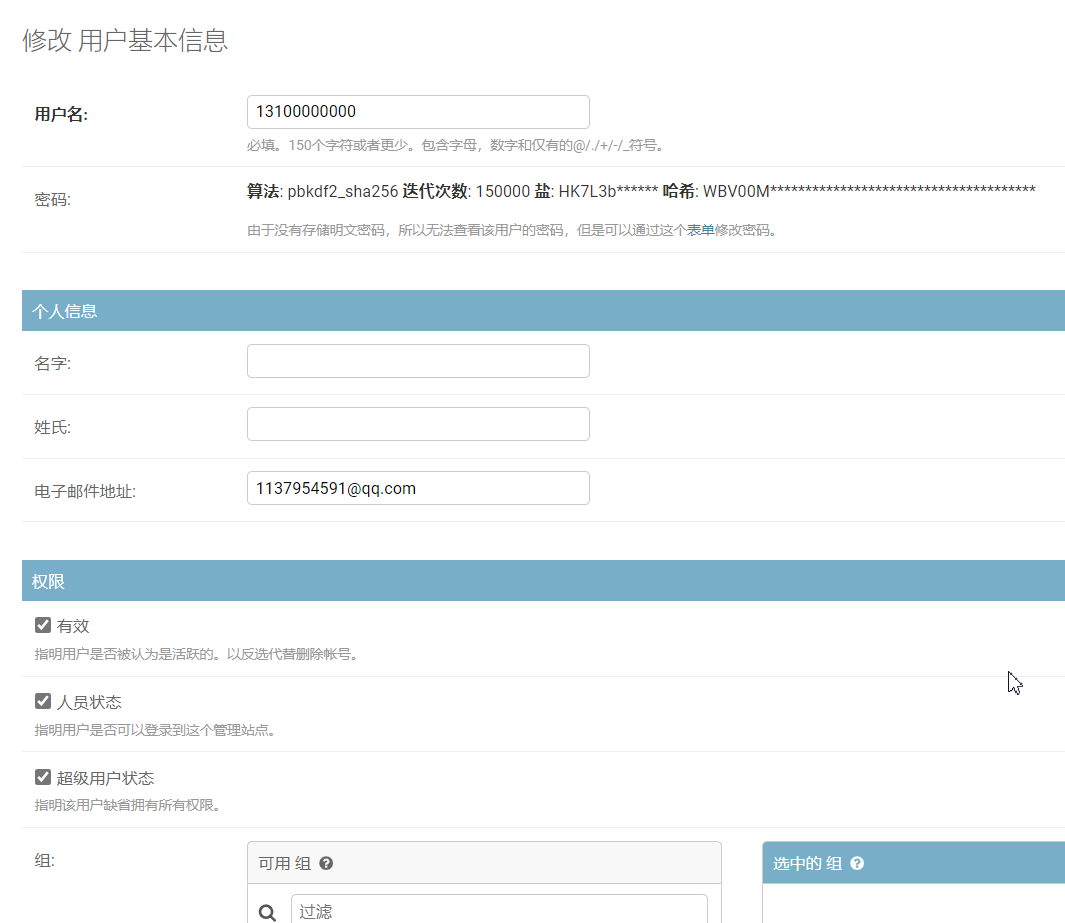 修改 用户基本信息
用户名: 13100000000
必填。150个字符或者更少。包含字母，数字和仅有的@/./+/-/_符号。
密码: 算法: pbkdf2_sha256 迭代次数: 150000 盐: HK7L3b****** 哈希: WBV00M**************************************
由于没有存储明文密码，所以无法查看该用户的密码，但是可以通过这个表单修改密码。
个人信息
名字:
姓氏:
电子邮件地址: 1137954591@qq.com
权限
有效
指明用户是否被认为是活跃的。以反选代替删除帐号。
人员状态
指明用户是否可以登录到这个管理站点。
超级用户状态
指明该用户缺省拥有所有权限。
组: 可用 组 ? 选中的 组 ?
过滤